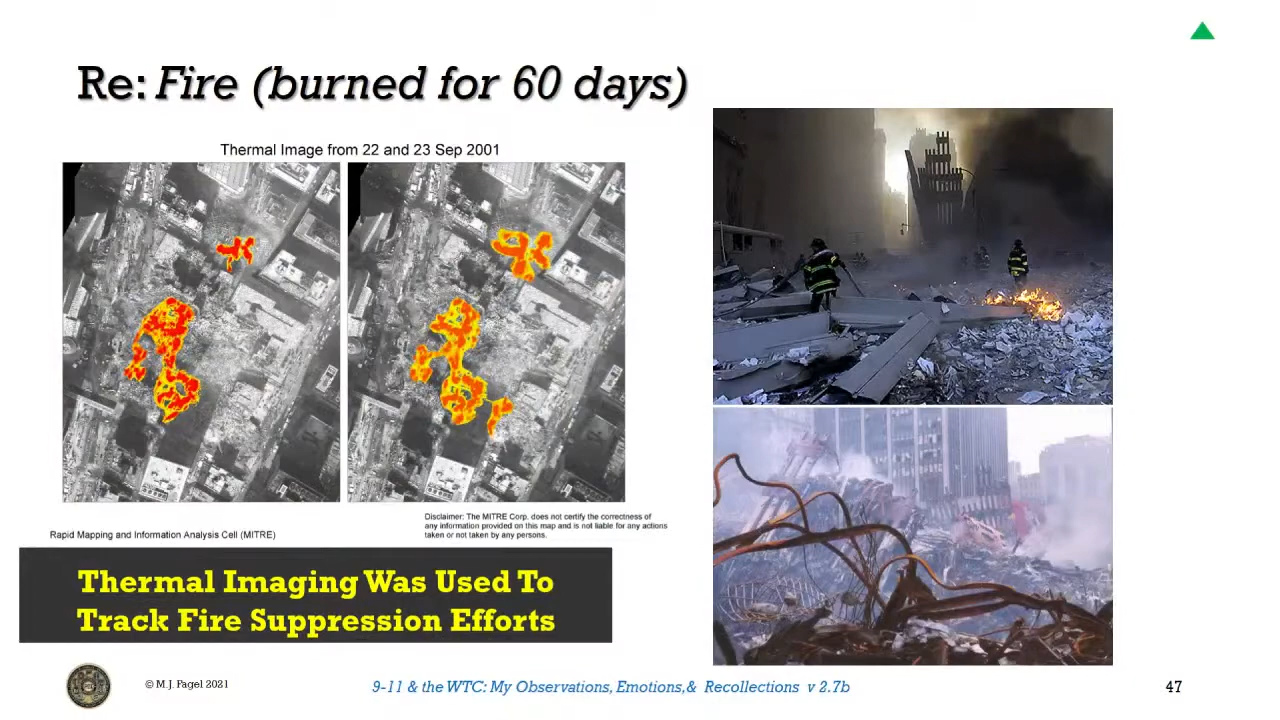 Re: Fire (burned for 60 days)
Thermal Image from 22 and 23 Sep 2001
Rapid Mapping and Information Analysis Cell (MITRE)
Disclaimer: The MITRE Corp. does not certify the correctness of
any information provided on this map and is not liable for any actions
taken or not taken by any persons.
Thermal Imaging Was Used To
Track Fire Suppression Efforts
© M.J. Fagel 2021
9-11 & the WTC: My Observations, Emotions,& Recollections v 2.7b
47